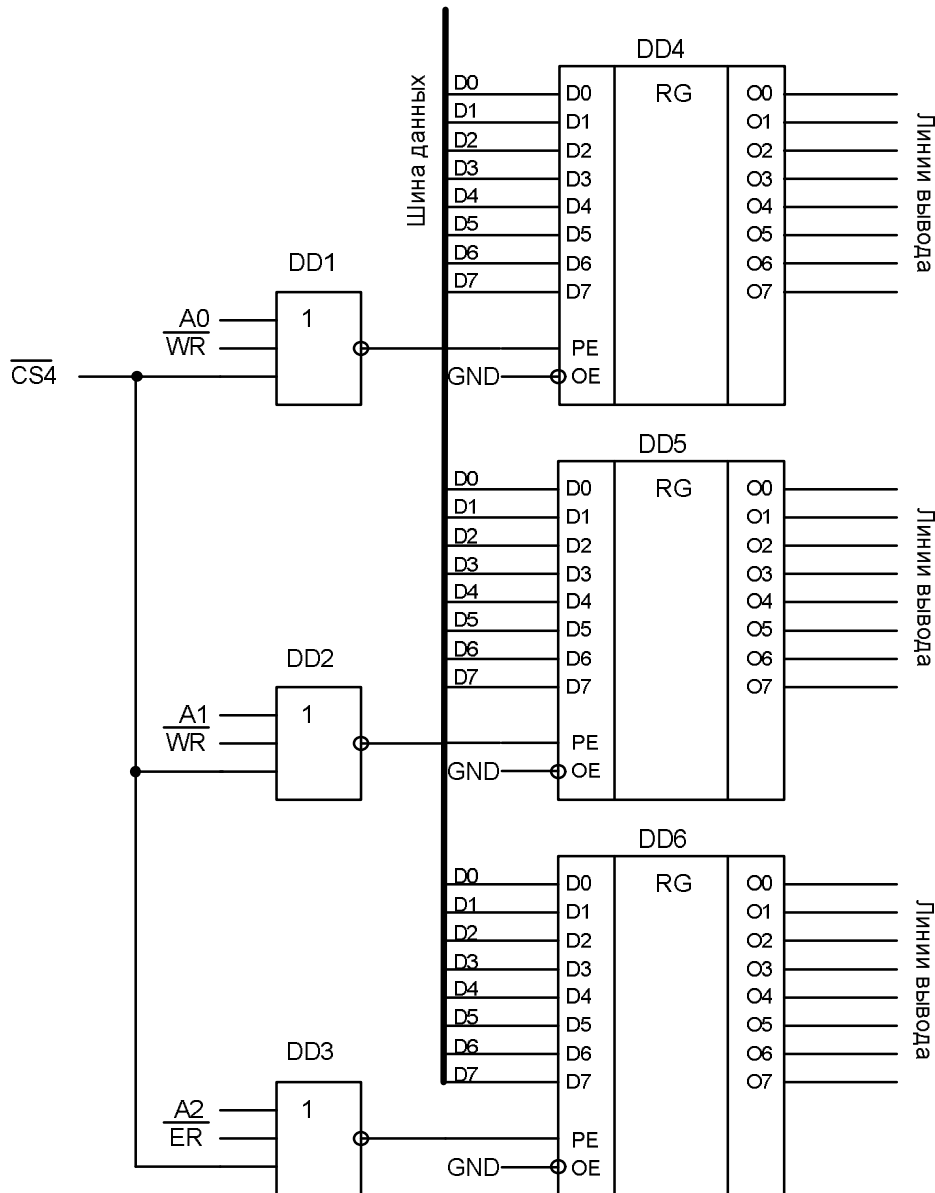 Шина данных
DD4
D0 D0 RG O0
D1 D1 O1
D2 D2 O2
D3 D3 O3
D4 D4 O4
D5 D5 O5
D6 D6 O6
D7 D7 O7
Линии вывода
DD1
A0 1
WR PE
CS4 GND OE
DD5
D0 D0 RG O0
D1 D1 O1
D2 D2 O2
D3 D3 O3
D4 D4 O4
D5 D5 O5
D6 D6 O6
D7 D7 O7
Линии вывода
DD2
A1 1
WR PE
GND OE
DD6
D0 D0 RG O0
D1 D1 O1
D2 D2 O2
D3 D3 O3
D4 D4 O4
D5 D5 O5
D6 D6 O6
D7 D7 O7
Линии вывода
DD3
A2 1
ER PE
GND OE